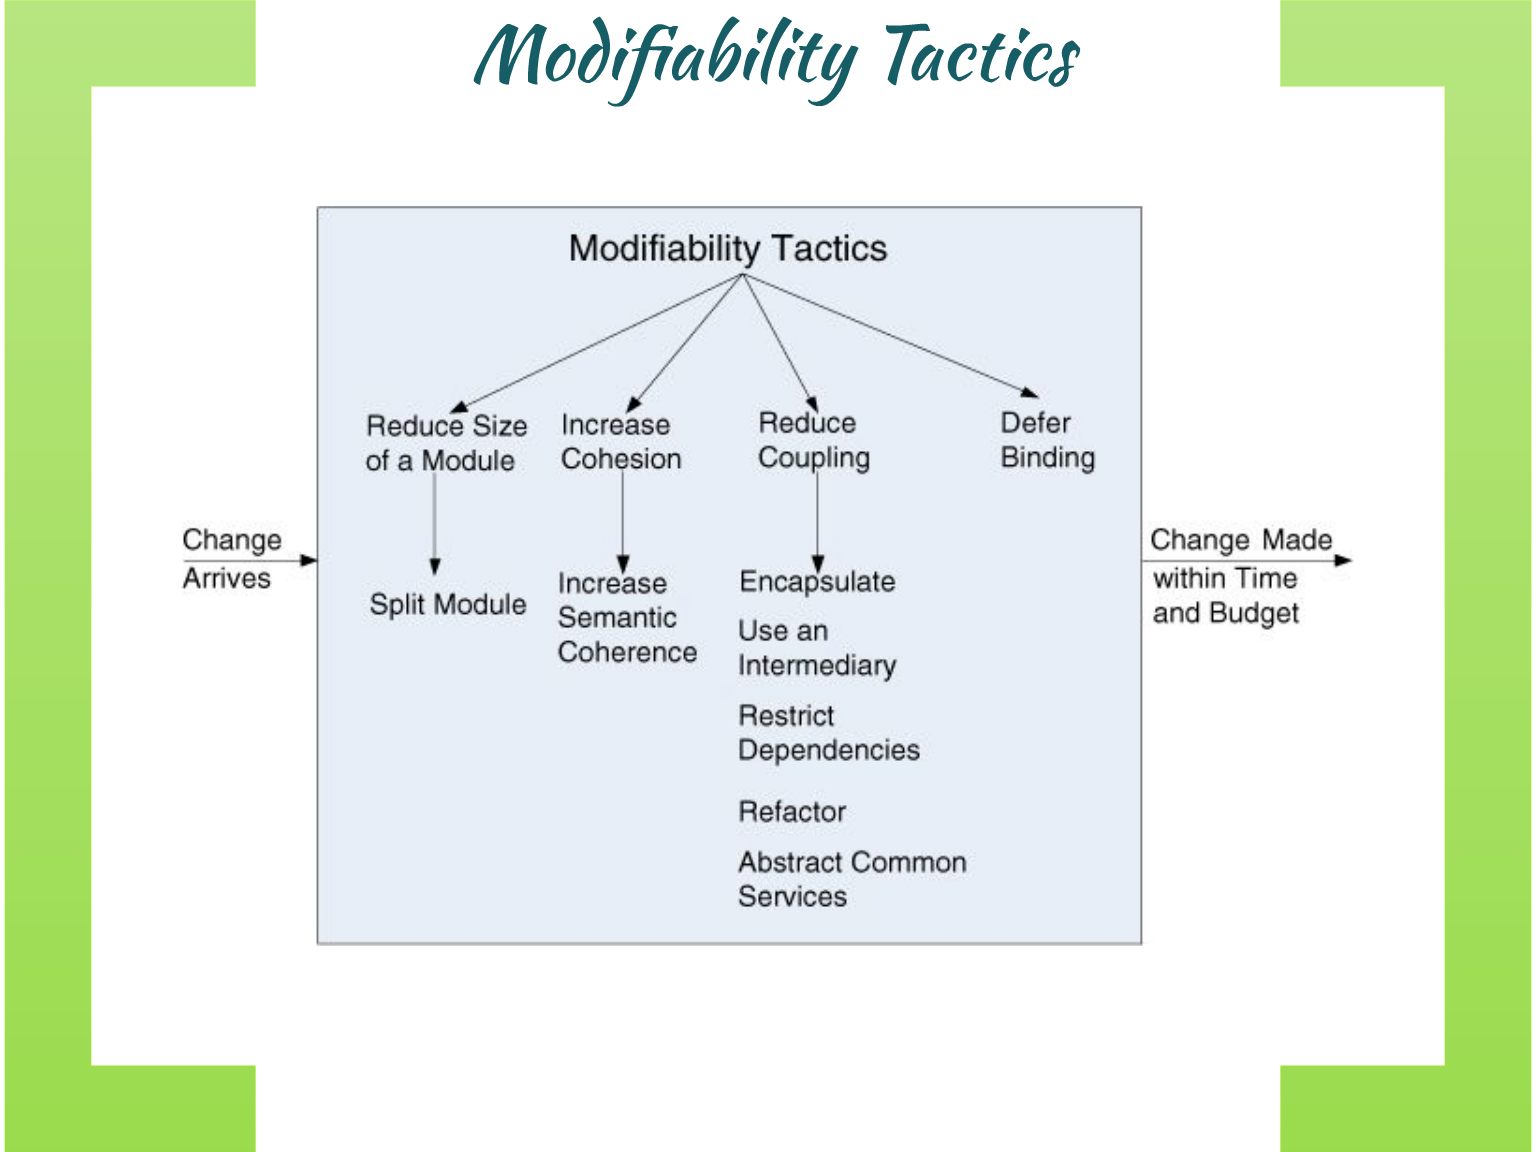 Modifiability Tactics
Modifiability Tactics
Reduce Size
of a Module
Increase
Cohesion
Reduce
Coupling
Defer
Binding
Change
Arrives
Split Module
Increase
Semantic
Coherence
Encapsulate
Use an
Intermediary
Restrict
Dependencies
Refactor
Abstract Common
Services
Change Made
within Time
and Budget